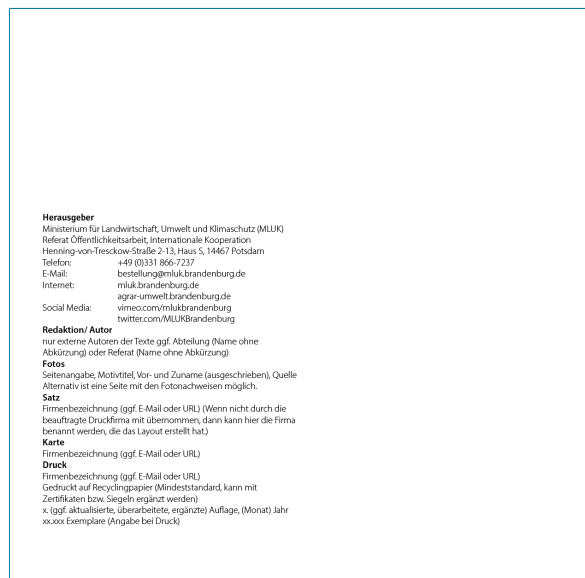 Herausgeber
Ministerium für Landwirtschaft, Umwelt und Klimaschutz (MLUK)
Referat Öffentlichkeitsarbeit, Internationale Kooperation
Henning-von-Tresckow-Straße 2-13, Haus S, 14467 Potsdam
Telefon: +49 (0)331 866-7237
E-Mail: bestellung@mluk.brandenburg.de
Internet: mluk.brandenburg.de
agrar-umwelt.brandenburg.de
Social Media: vimeo.com/mlukbrandenburg
twitter.com/MLUKBrandenburg
Redaktion/ Autor
nur externe Autoren der Texte ggf. Abteilung (Name ohne
Abkürzung) oder Referat (Name ohne Abkürzung)
Fotos
Seitenangabe, Motivtitel, Vor- und Zuname (ausgeschrieben), Quelle
Alternativ ist eine Seite mit den Fotonachweisen möglich.
Satz
Firmenbezeichnung (ggf. E-Mail oder URL) (Wenn nicht durch die
beauftragte Druckfirma mit übernommen, dann kann hier die Firma
benannt werden, die das Layout erstellt hat.)
Karte
Firmenbezeichnung (ggf. E-Mail oder URL)
Druck
Firmenbezeichnung (ggf. E-Mail oder URL)
Gedruckt auf Recyclingpapier (Mindeststandard, kann mit
Zertifikaten bzw. Siegeln ergänzt werden)
x. (ggf. aktualisierte, überarbeitete, ergänzte) Auflage, (Monat) Jahr
xx.xxx Exemplare (Angabe bei Druck)